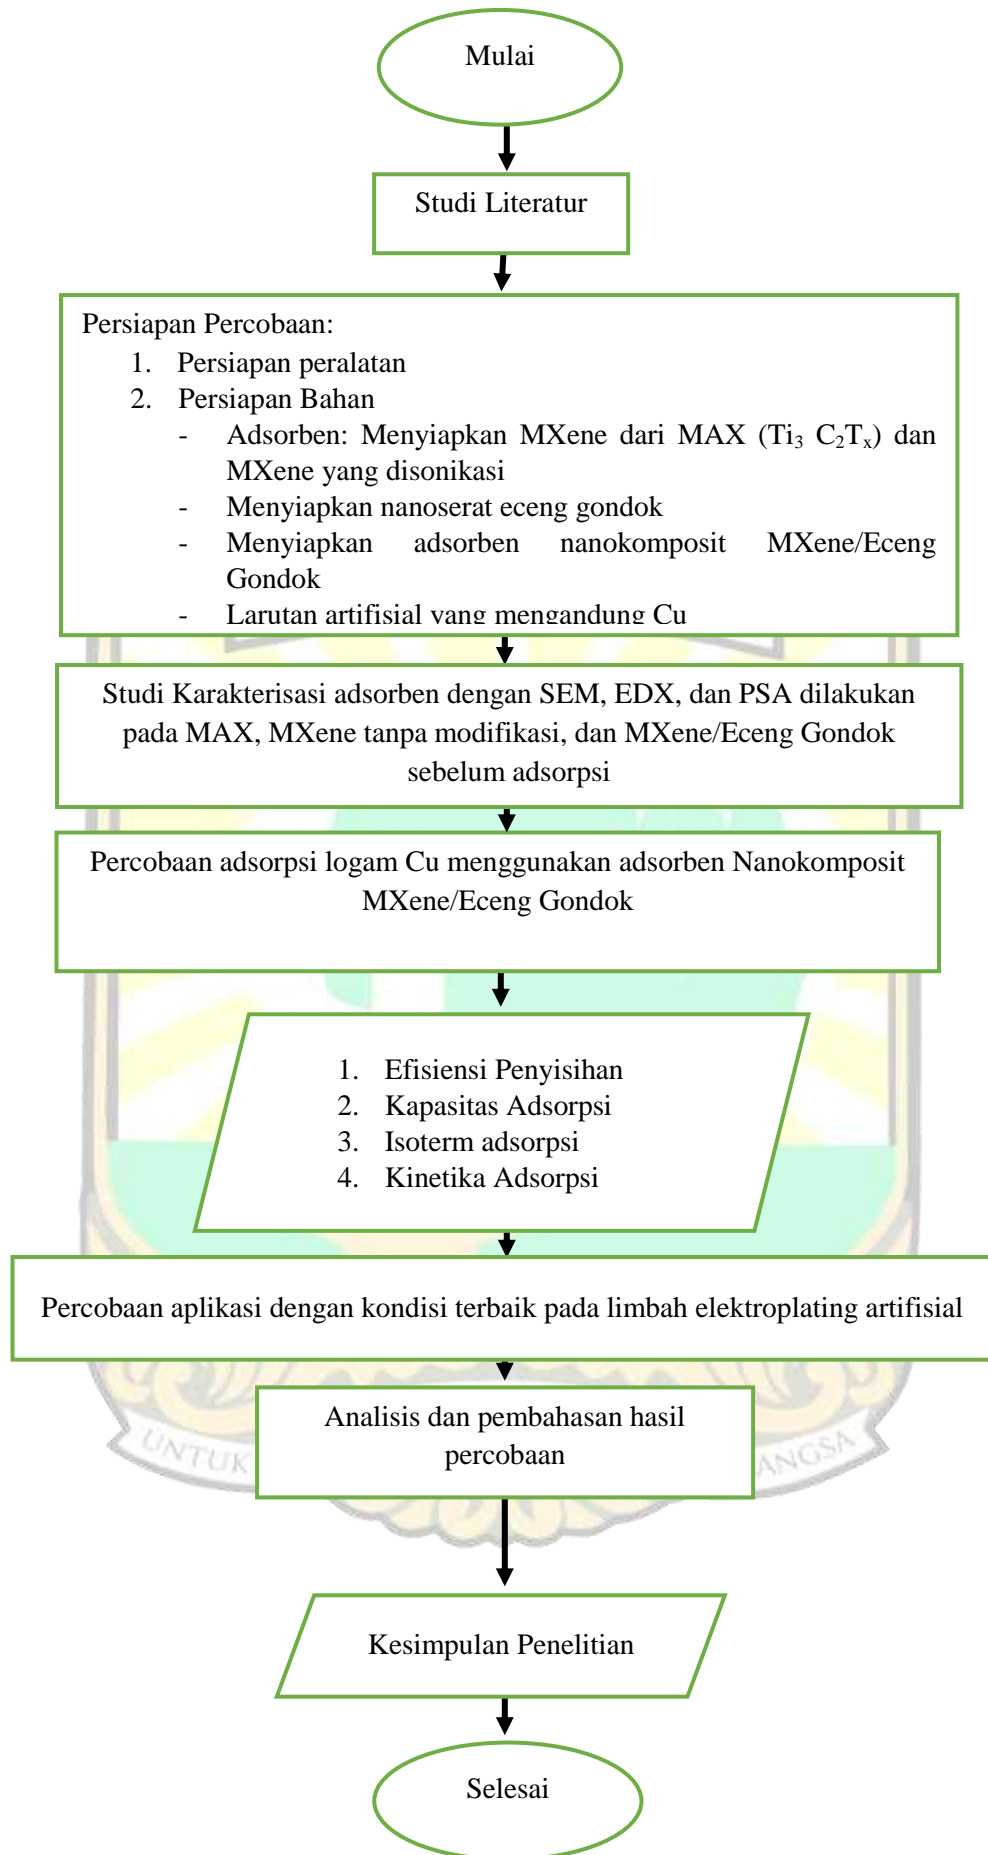 Mulai
Studi Literatur
Persiapan Percobaan:
1. Persiapan peralatan
2. Persiapan Bahan
- Adsorben: Menyiapkan MXene dari MAX (Ti₃ C₂Tₓ) dan
MXene yang disonikasi
- Menyiapkan nanoserat eceng gondok
- Menyiapkan adsorben nanokomposit MXene/Eceng
Gondok
- Larutan artifisial yang mengandung Cu
Studi Karakterisasi adsorben dengan SEM, EDX, dan PSA dilakukan
pada MAX, MXene tanpa modifikasi, dan MXene/Eceng Gondok
sebelum adsorpsi
Percobaan adsorpsi logam Cu menggunakan adsorben Nanokomposit
MXene/Eceng Gondok
1. Efisiensi Penyisihan
2. Kapasitas Adsorpsi
3. Isoterm adsorpsi
4. Kinetika Adsorpsi
Percobaan aplikasi dengan kondisi terbaik pada limbah elektroplating artifisial
Analisis dan pembahasan hasil
percobaan
UNTUK
Kesimpulan Penelitian
Selesai